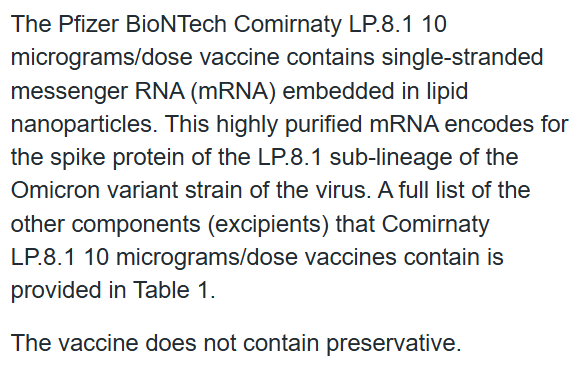 The Pfizer BioNTech Comirnaty LP.8.1 10
micrograms/dose vaccine contains single-stranded
messenger RNA (mRNA) embedded in lipid
nanoparticles. This highly purified mRNA encodes for
the spike protein of the LP.8.1 sub-lineage of the
Omicron variant strain of the virus. A full list of the
other components (excipients) that Comirnaty
LP.8.1 10 micrograms/dose vaccines contain is
provided in Table 1.
The vaccine does not contain preservative.